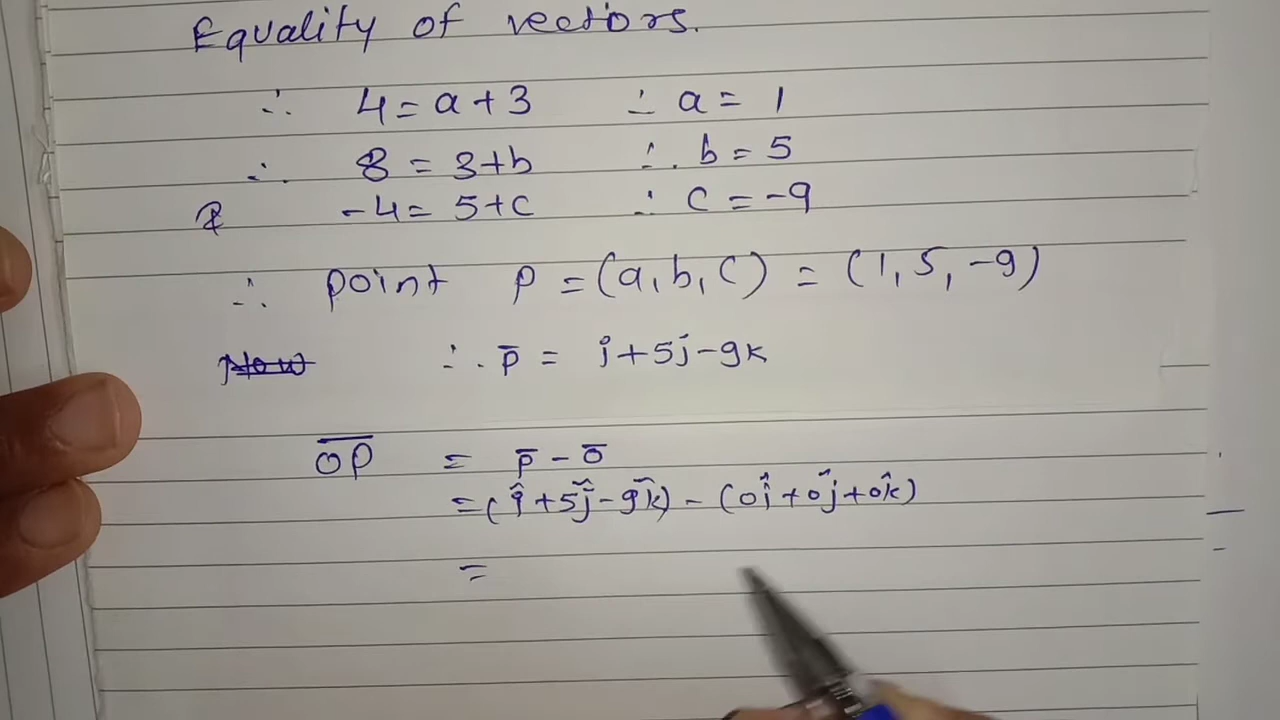 Equality of vectors.
∴ 4 = a + 3 ∴ a = 1
∴ 8 = 3+b ∴ b = 5
& -4 = 5+c ∴ c = -9
∴ point P = (a, b, c) = (1, 5, -9)
Now ∴ p̄ = i+5j-9k
O̅P̅ = p̄ - ō
= (î + 5ĵ - 9k̂) - (0î + 0ĵ + 0k̂)
=